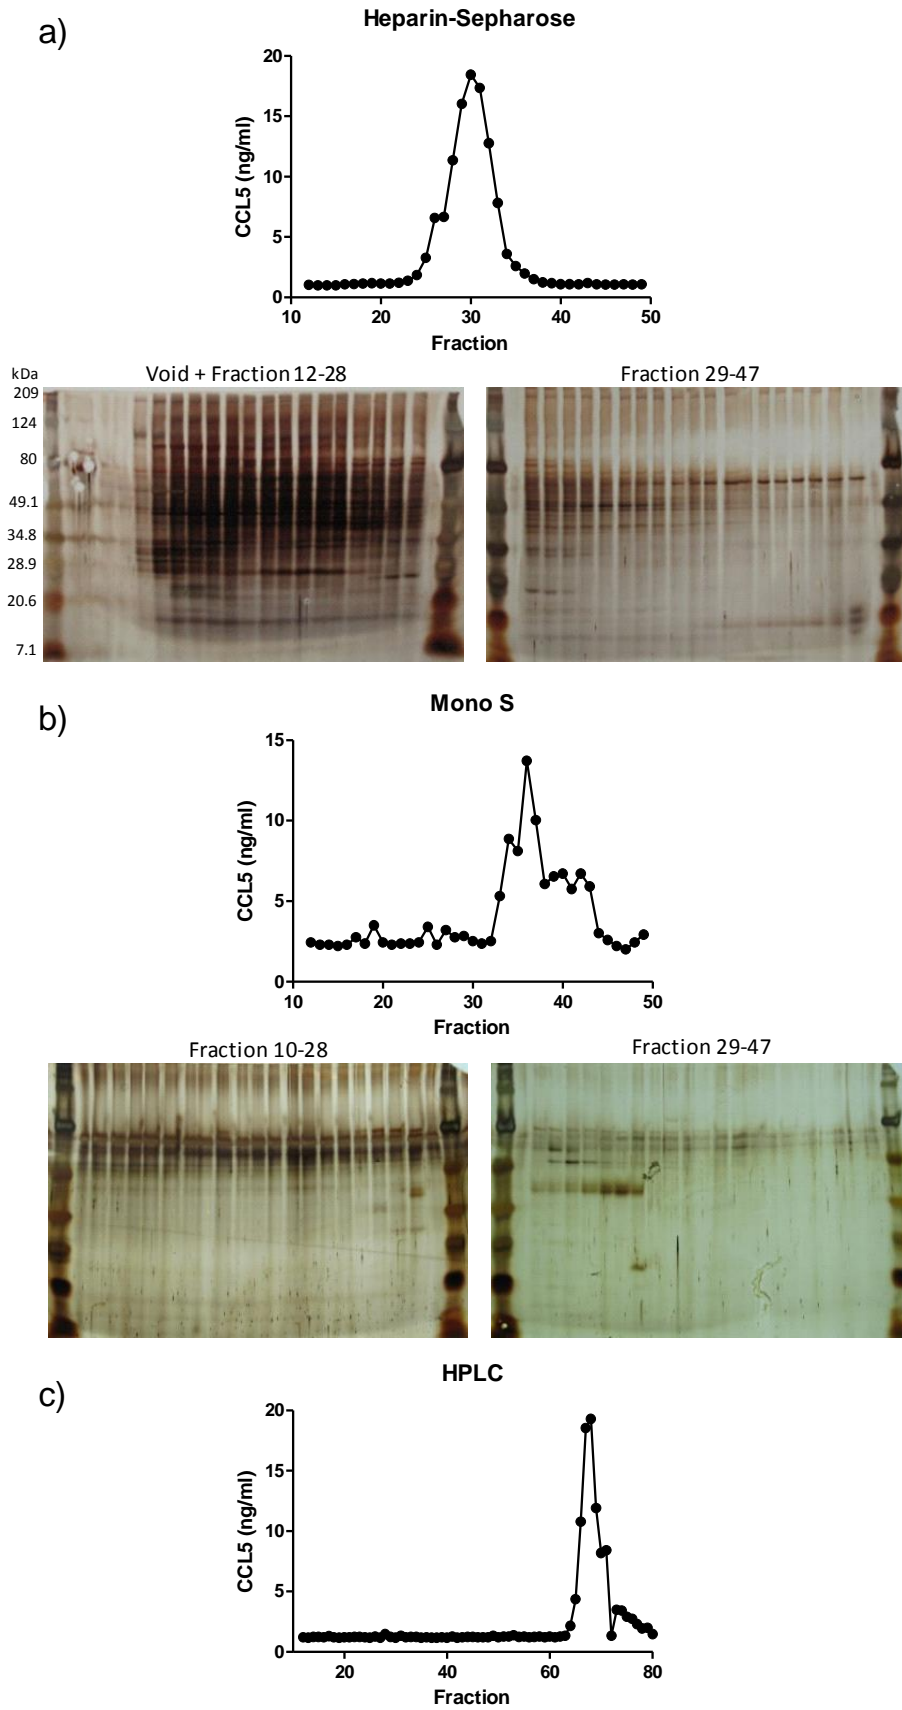 a)
Heparin-Sepharose
20
15
10
5
0
CCL5 (ng/ml)
10 20 30 40 50
Fraction
kDa
Void + Fraction 12-28
Fraction 29-47
209
124
80
49.1
34.8
28.9
20.6
7.1
b)
Mono S
15
10
5
0
CCL5 (ng/ml)
10 20 30 40 50
Fraction
Fraction 10-28
Fraction 29-47
HPLC
c)
20
15
10
5
0
CCL5 (ng/ml)
20 40 60 80
Fraction